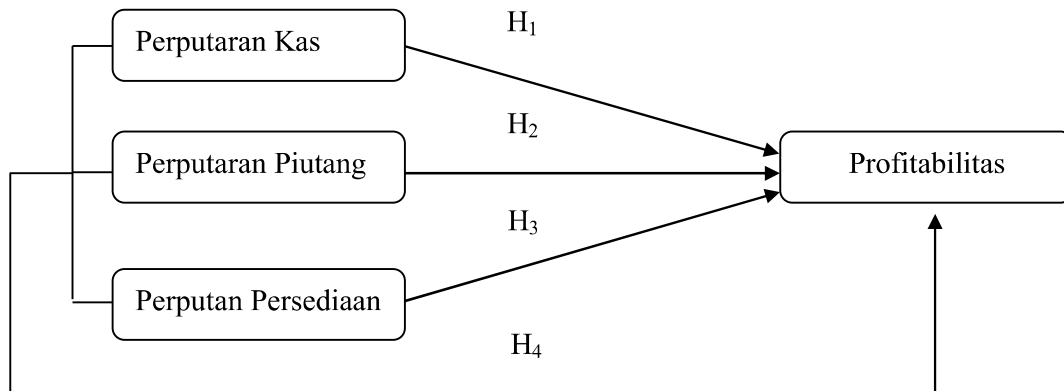 H₁
Perputaran Kas
H₂
Perputaran Piutang
Profitabilitas
H₃
Perputan Persediaan
H₄